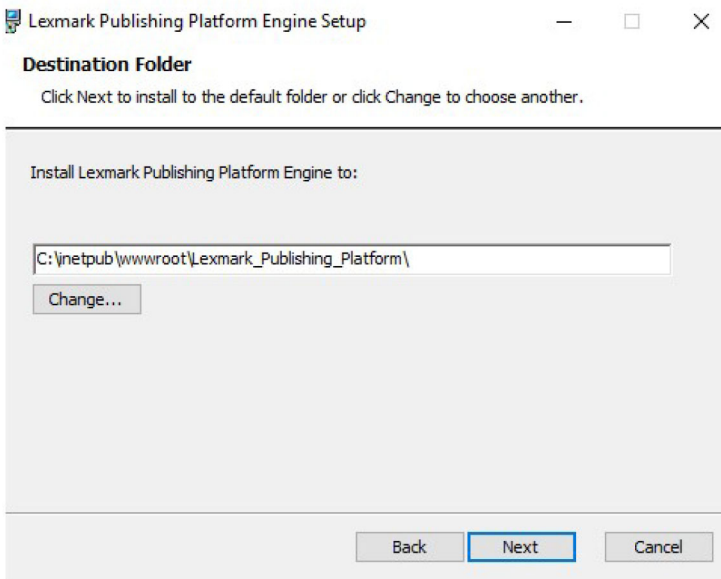 Lexmark Publishing Platform Engine Setup
Destination Folder
Click Next to install to the default folder or click Change to choose another.
Install Lexmark Publishing Platform Engine to:
C:\inetpub\wwwroot\Lexmark_Publishing_Platform\
Change...
Back Next Cancel